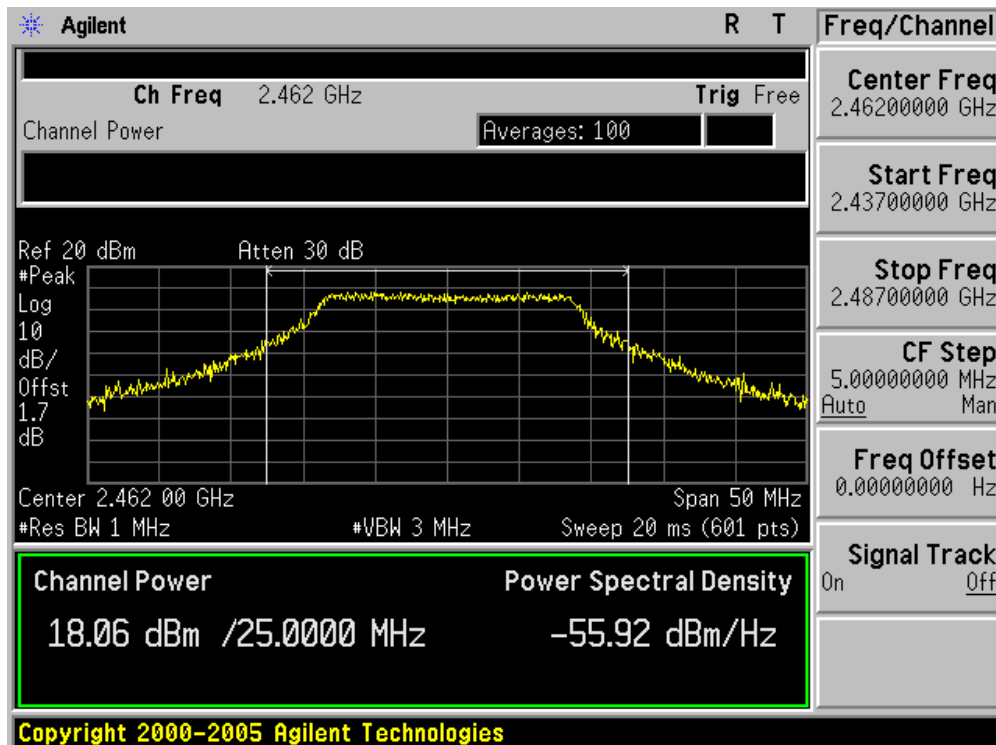 Agilent R T
Freq/Channel
Ch Freq 2.462 GHz Trig Free
Channel Power Averages: 100
Ref 20 dBm Atten 30 dB
#Peak
Log
10
dB/
Offst
1.7
dB
Center 2.462 00 GHz Span 50 MHz
#Res BW 1 MHz #VBW 3 MHz Sweep 20 ms (601 pts)
Channel Power Power Spectral Density
18.06 dBm /25.0000 MHz -55.92 dBm/Hz
Center Freq
2.46200000 GHz
Start Freq
2.43700000 GHz
Stop Freq
2.48700000 GHz
CF Step
5.00000000 MHz
Auto Man
Freq Offset
0.00000000 Hz
Signal Track
On Off
Copyright 2000-2005 Agilent Technologies